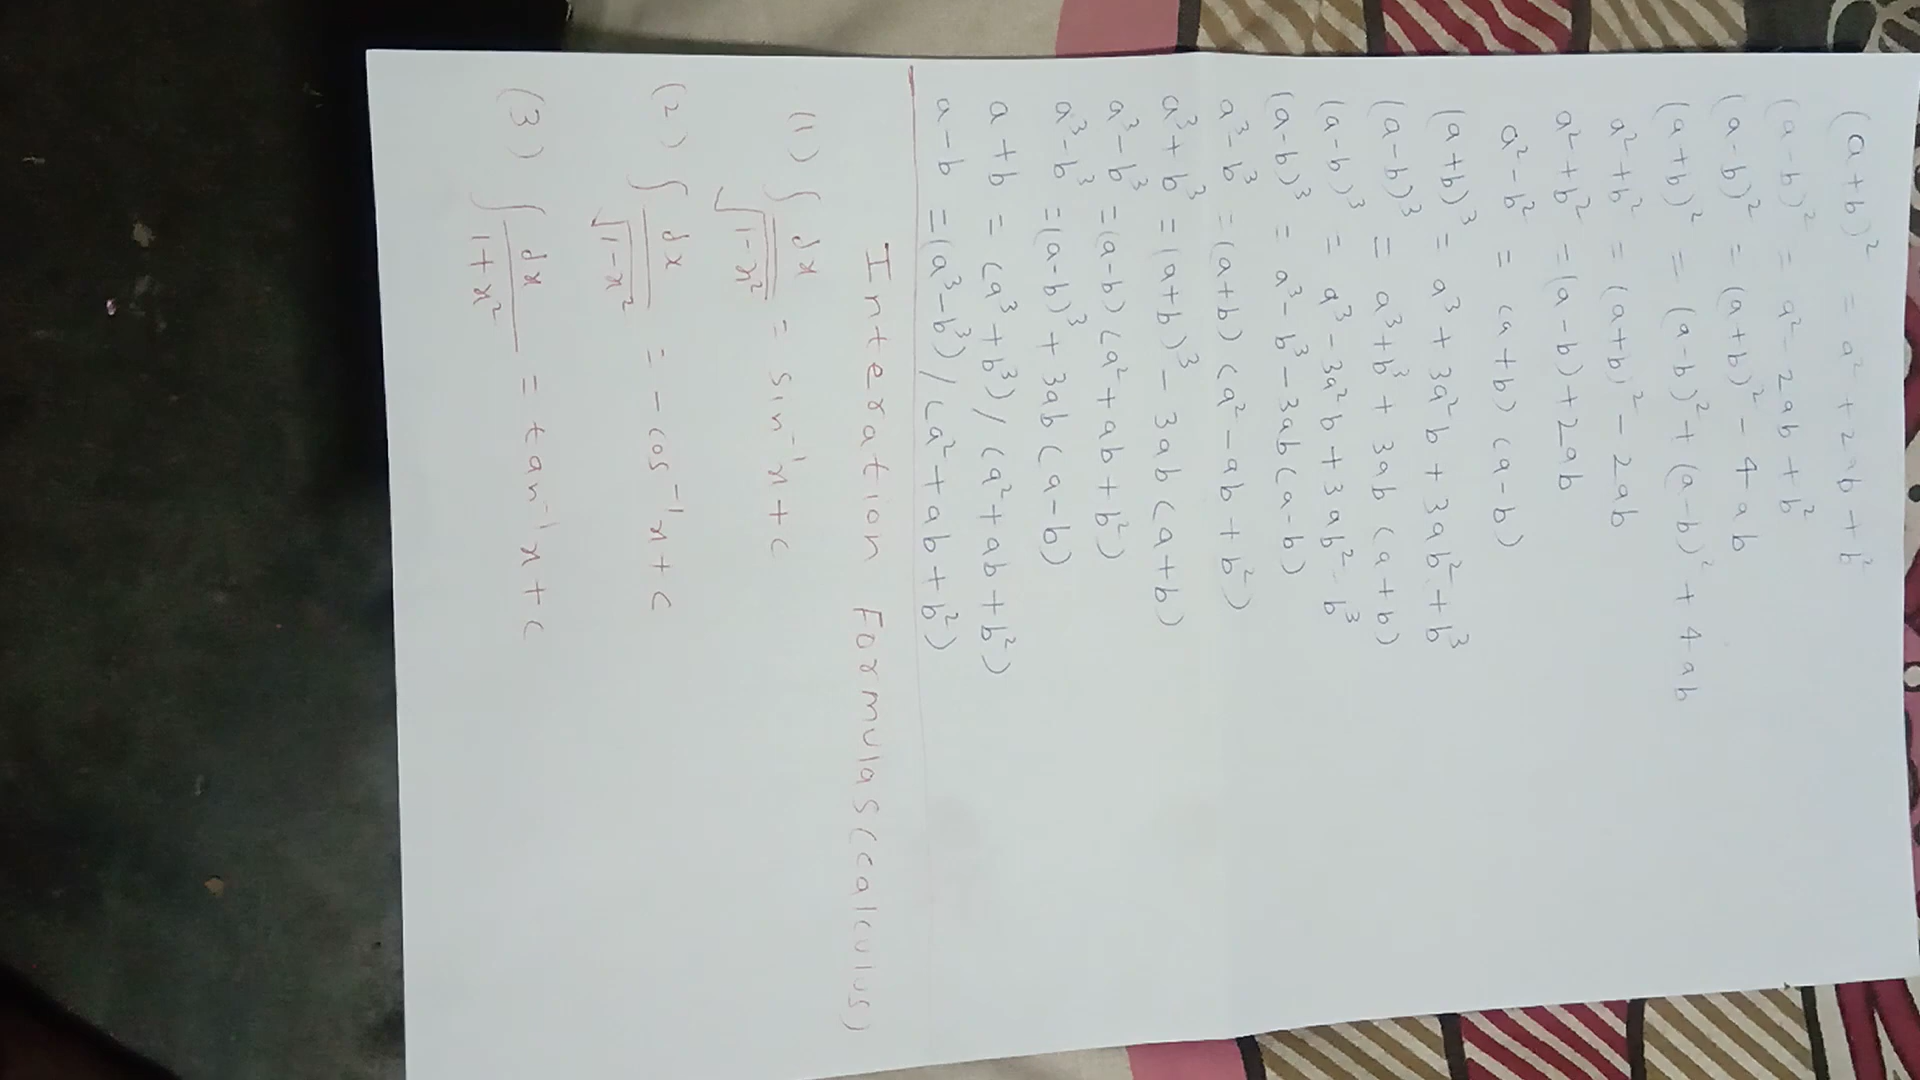 (a+b)² = a² + 2ab + b²
(a-b)² = a² - 2ab + b²
(a-b)² = (a+b)² - 4ab
(a+b)² = (a-b)² + (a-b)² + 4ab
a² + b² = (a+b)² - 2ab
a² + b² = (a-b) + 2ab
a² - b² = (a+b) (a-b)
(a+b)³ = a³ + 3a²b + 3ab² + b³
(a-b)³ = a³ + b³ + 3ab (a+b)
(a-b)³ = a³ - 3a²b + 3ab² - b³
(a-b)³ = a³ - b³ - 3ab (a-b)
a³ - b³ = (a+b) (a² - ab + b²)
a³ + b³ = (a+b)³ - 3ab (a+b)
a³ - b³ = (a-b) (a² + ab + b²)
a³ - b³ = (a-b)³ + 3ab (a-b)
a + b = (a³ + b³) / (a² + ab + b²)
a - b = (a³ - b³) / (a² + ab + b²)
Interation Formulas (calculus)
(1) ∫ dx / √1-x² = sin⁻¹x + c
(2) ∫ dx / √1-x² = - cos⁻¹x + c
(3) ∫ dx / 1+x² = tan⁻¹x + c